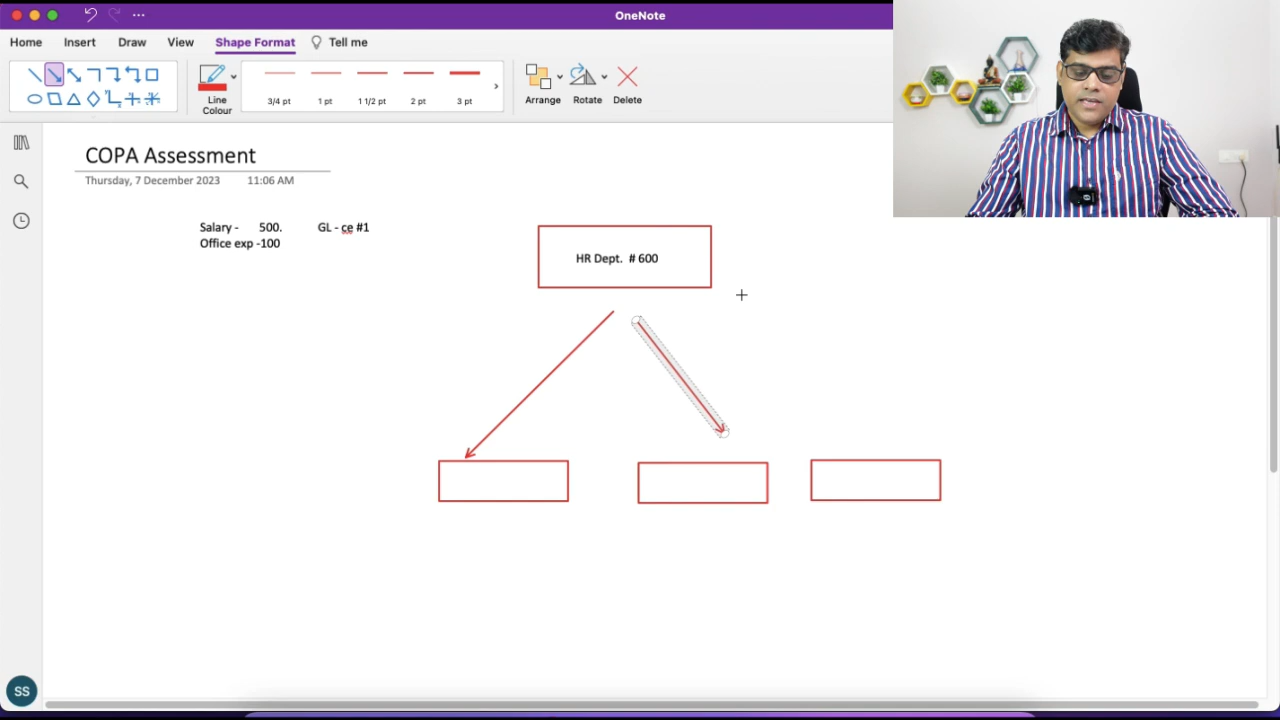 OneNote
Home Insert Draw View Shape Format Tell me
3/4 pt 1 pt 1 1/2 pt 2 pt 3 pt
Line
Colour
Arrange Rotate Delete
COPA Assessment
Thursday, 7 December 2023 11:06 AM
Salary - 500. GL - ce #1
Office exp -100
HR Dept. # 600
SS